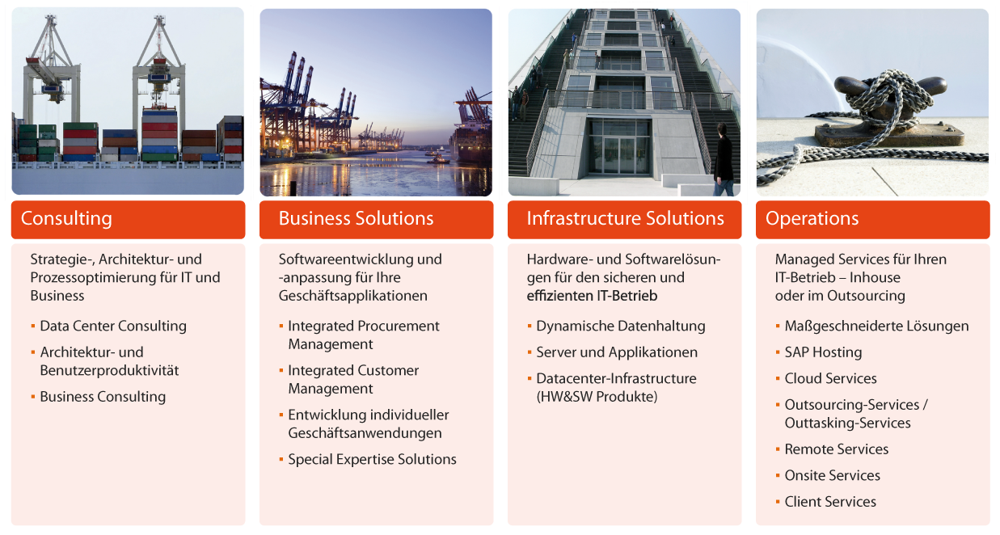 Consulting
Strategie-, Architektur- und
Prozessoptimierung für IT und
Business
▪ Data Center Consulting
▪ Architektur- und
Benutzerproduktivität
▪ Business Consulting
Business Solutions
Softwareentwicklung und
-anpassung für Ihre
Geschäftsapplikationen
▪ Integrated Procurement
Management
▪ Integrated Customer
Management
▪ Entwicklung individueller
Geschäftsanwendungen
▪ Special Expertise Solutions
Infrastructure Solutions
Hardware- und Softwarelösun-
gen für den sicheren und
effizienten IT-Betrieb
▪ Dynamische Datenhaltung
▪ Server und Applikationen
▪ Datacenter-Infrastructure
(HW&SW Produkte)
Operations
Managed Services für Ihren
IT-Betrieb – Inhouse
oder im Outsourcing
▪ Maßgeschneiderte Lösungen
▪ SAP Hosting
▪ Cloud Services
▪ Outsourcing-Services /
Outtasking-Services
▪ Remote Services
▪ Onsite Services
▪ Client Services